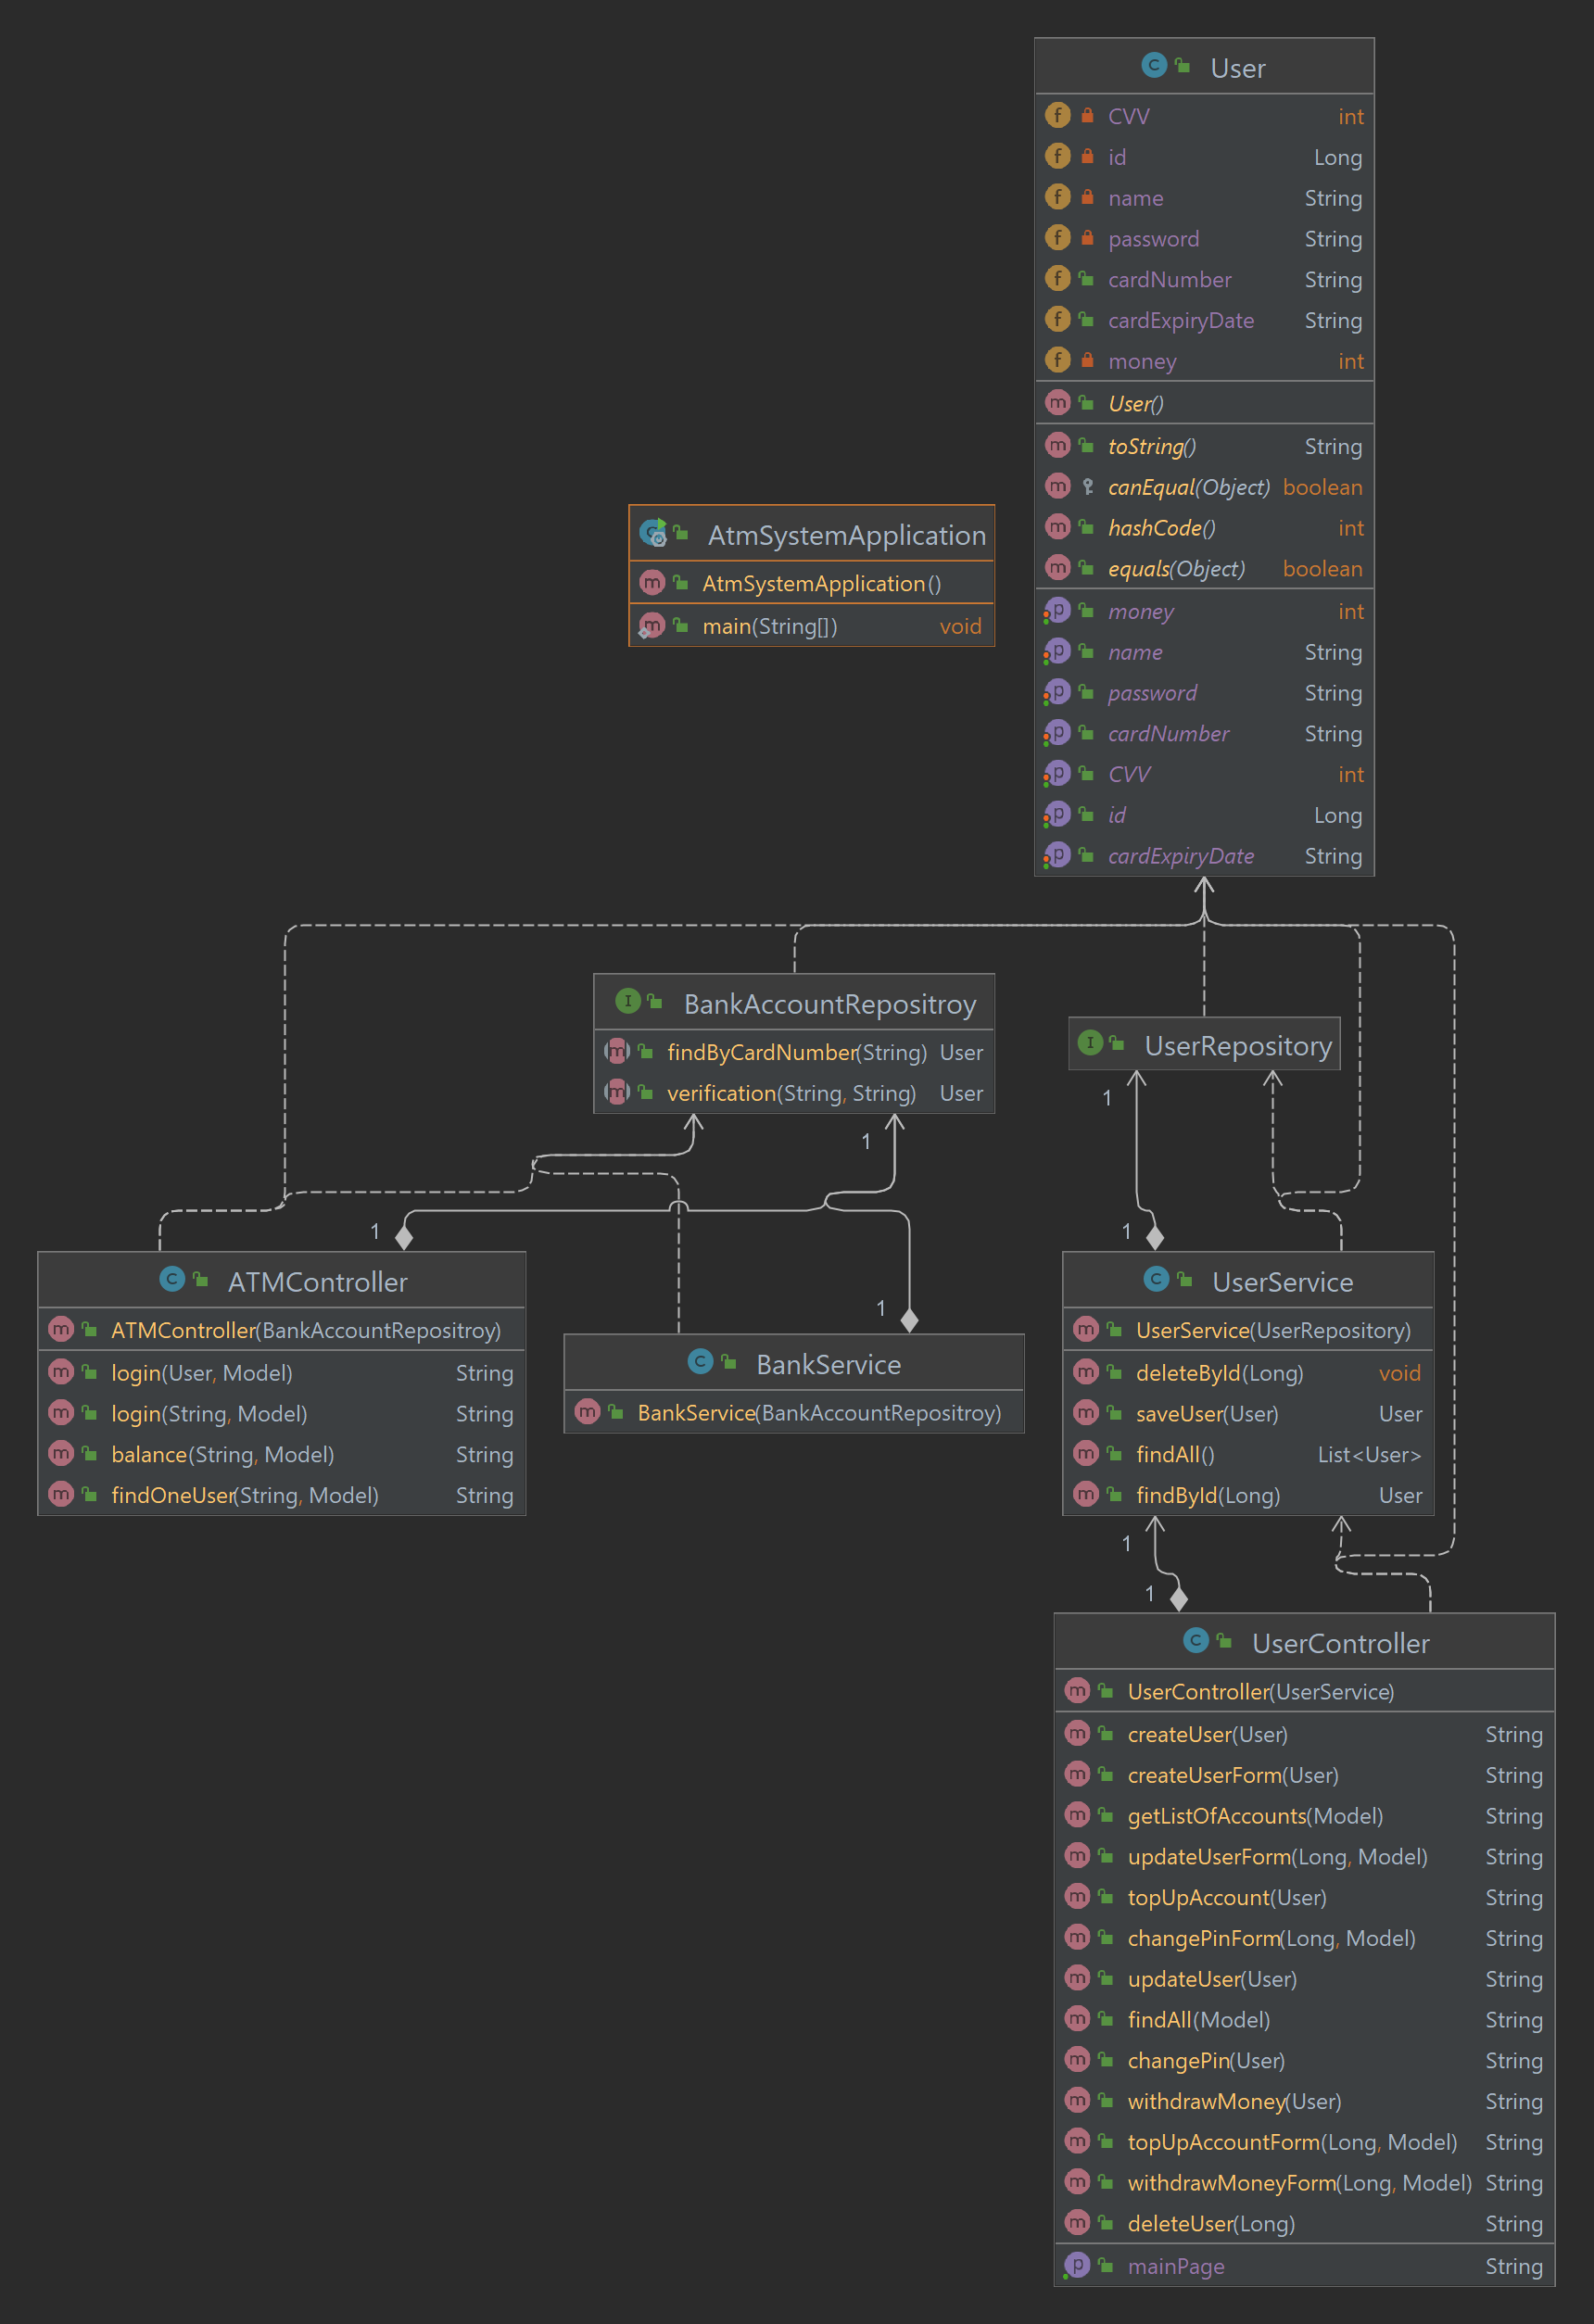 User
CVV int
id Long
name String
password String
cardNumber String
cardExpiryDate String
money int
User()
toString() String
canEqual(Object) boolean
hashCode() int
equals(Object) boolean
money int
name String
password String
cardNumber String
CVV int
id Long
cardExpiryDate String
AtmSystemApplication
AtmSystemApplication()
main(String[]) void
BankAccountRepositroy
findByCardNumber(String) User
verification(String, String) User
UserRepository
1
1
1
1
1
ATMController
ATMController(BankAccountRepositroy)
login(User, Model) String
login(String, Model) String
balance(String, Model) String
findOneUser(String, Model) String
BankService
BankService(BankAccountRepositroy)
UserService
UserService(UserRepository)
deleteById(Long) void
saveUser(User) User
findAll() List<User>
findById(Long) User
1
1
UserController
UserController(UserService)
createUser(User) String
createUserForm(User) String
getListOfAccounts(Model) String
updateUserForm(Long, Model) String
topUpAccount(User) String
changePinForm(Long, Model) String
updateUser(User) String
findAll(Model) String
changePin(User) String
withdrawMoney(User) String
topUpAccountForm(Long, Model) String
withdrawMoneyForm(Long, Model) String
deleteUser(Long) String
mainPage String